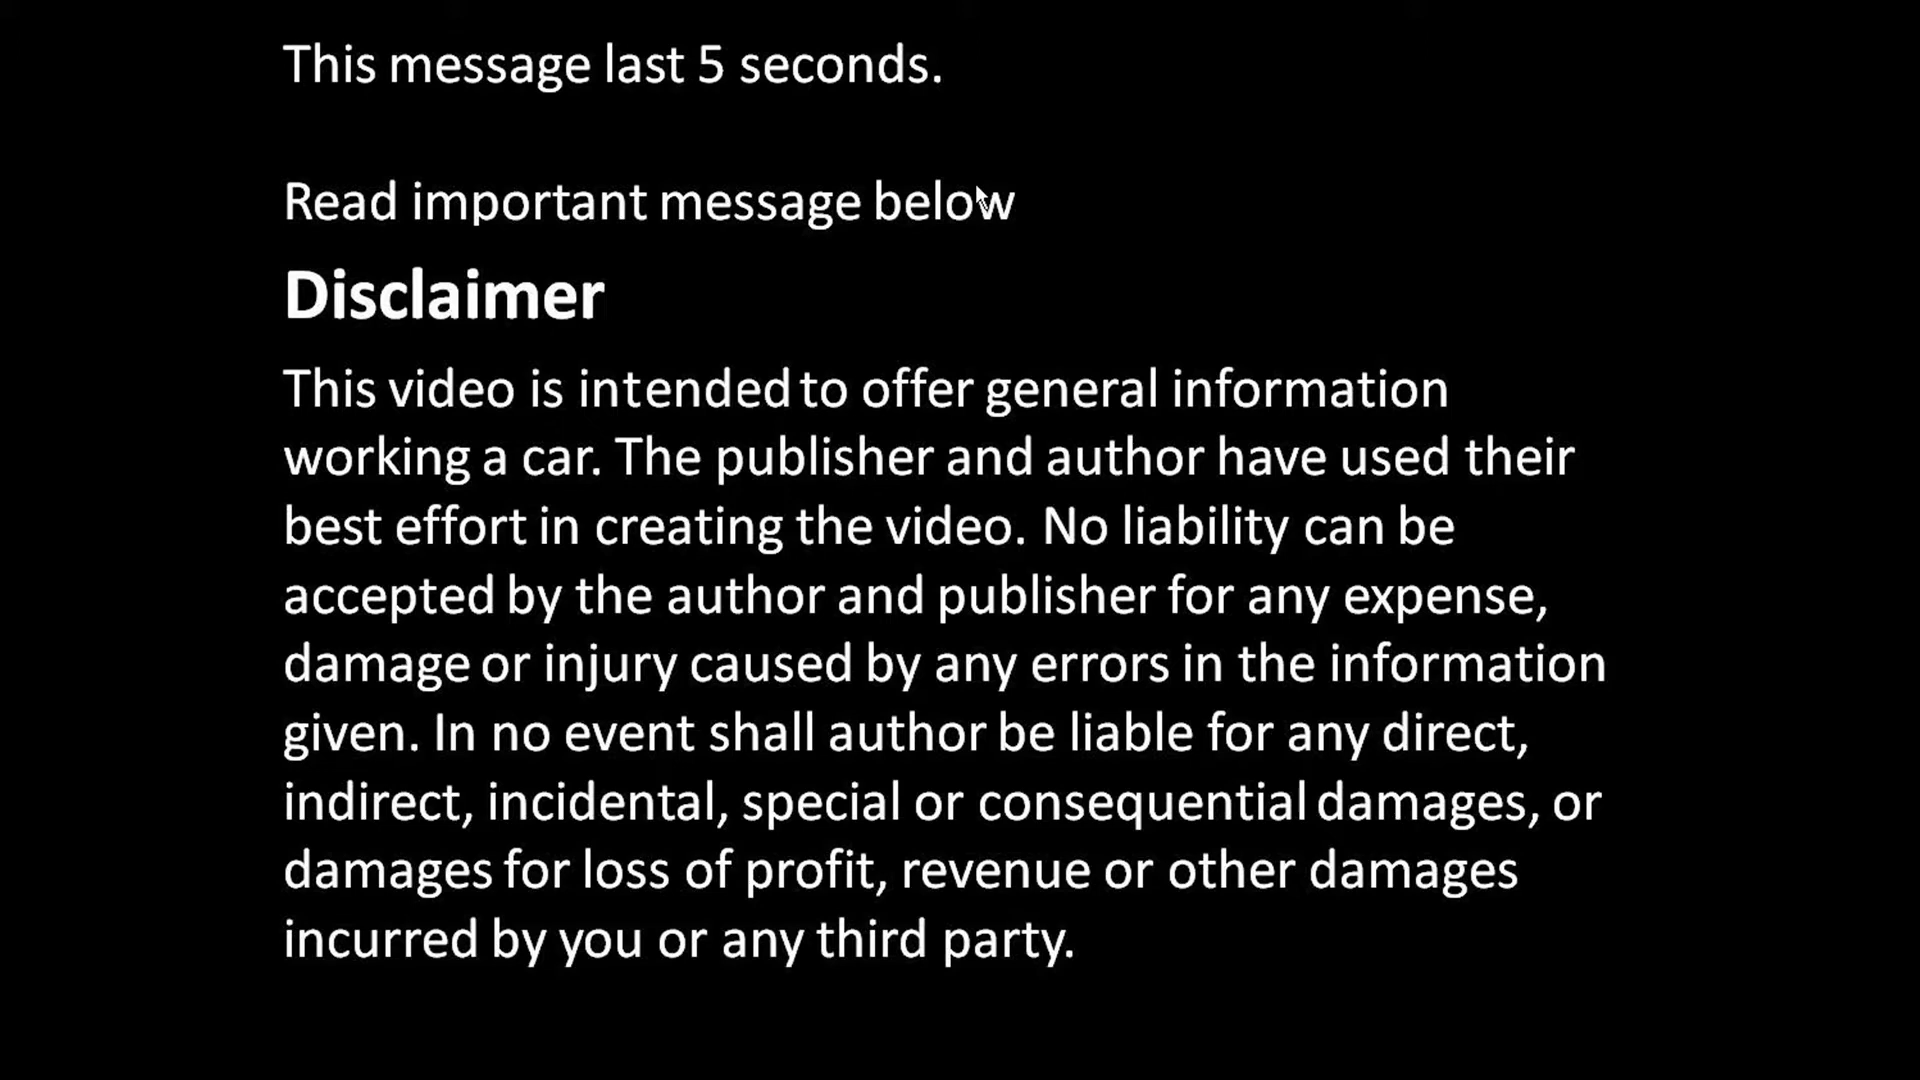 This message last 5 seconds.
Read important message below
Disclaimer
This video is intended to offer general information
working a car. The publisher and author have used their
best effort in creating the video. No liability can be
accepted by the author and publisher for any expense,
damage or injury caused by any errors in the information
given. In no event shall author be liable for any direct,
indirect, incidental, special or consequential damages, or
damages for loss of profit, revenue or other damages
incurred by you or any third party.